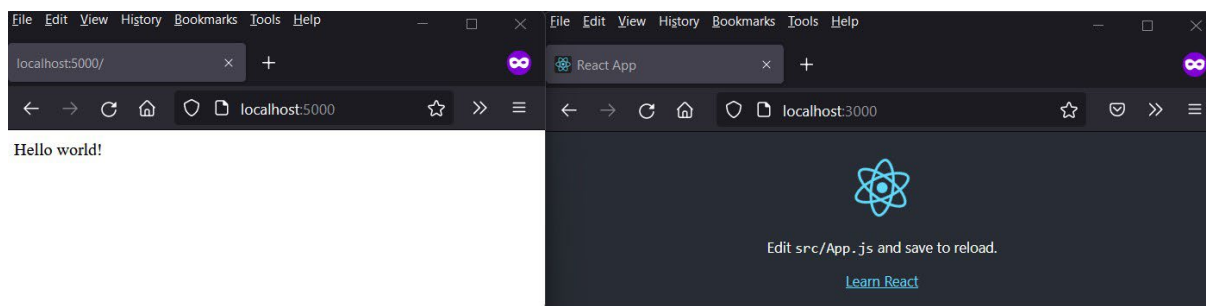 File Edit View History Bookmarks Tools Help
localhost:5000/
localhost:5000
Hello world!
File Edit View History Bookmarks Tools Help
React App
localhost:3000
Edit src/App.js and save to reload.
Learn React